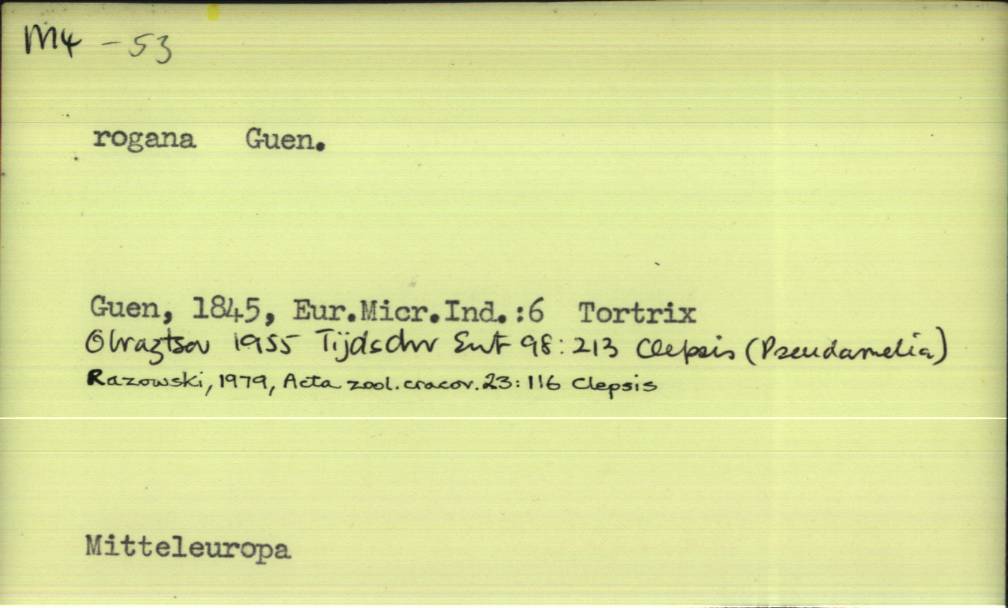 M4 - 53
rogana Guen.
Guen, 1845, Eur.Micr.Ind.:6 Tortrix
Obraztsov 1955 Tijdschr Ent 98: 213 Clepsis (Pseudamelia)
Razowski, 1979, Acta zool. cracov. 23: 116 Clepsis
Mitteleuropa